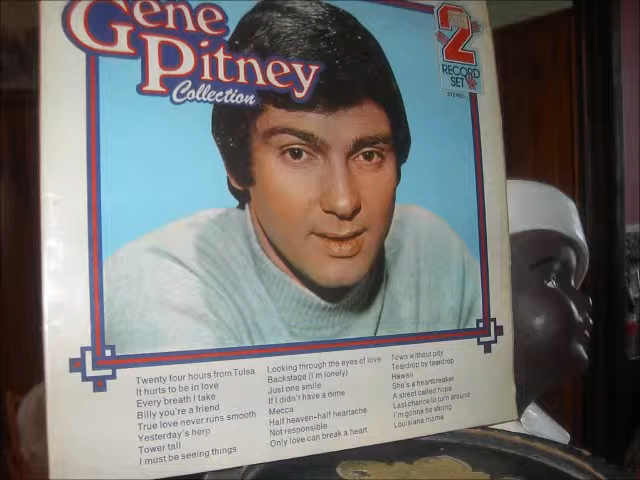 Gene
Pitney
Collection
2
RECORD
SET
STEREO
Twenty four hours from Tulsa
It hurts to be in love
Every breath I take
Billy you're a friend
True love never runs smooth
Yesterday's hero
Tower tall
I must be seeing things
Looking through the eyes of love
Backstage (I'm lonely)
Just one smile
If I didn't have a dime
Mecca
Half heaven-half heartache
Not responsible
Only love can break a heart
Town without pity
Teardrop by teardrop
Hawaii
She's a heartbreaker
A street called hope
Last chance to turn around
I'm gonna be strong
Louisiana mama